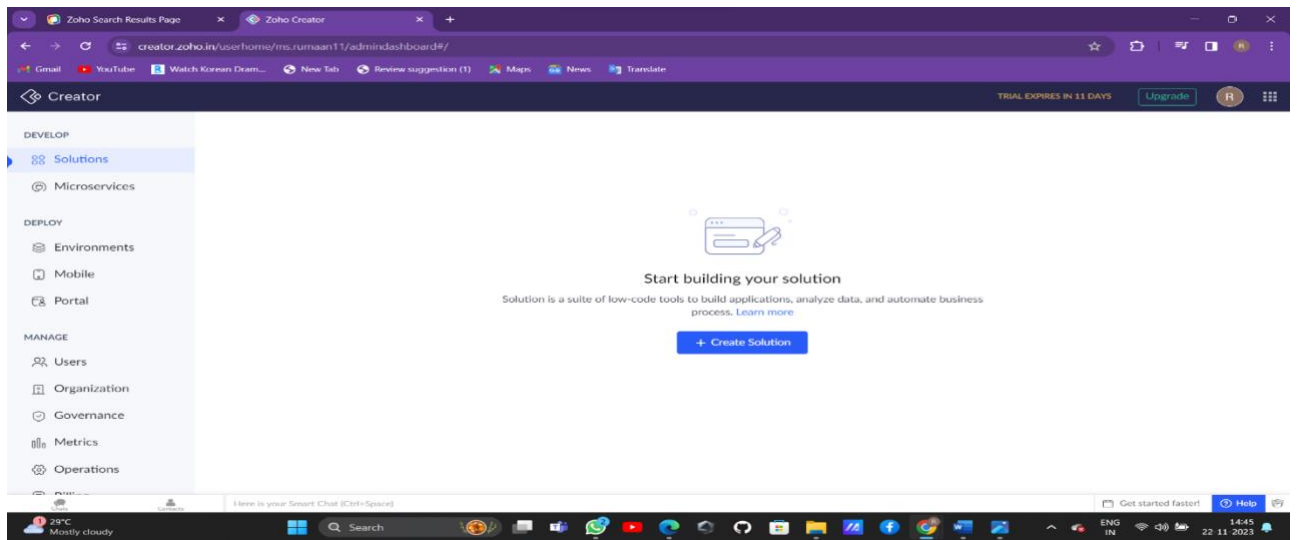 Zoho Search Results Page
Zoho Creator
creator.zoho.in/userhome/ms.rumaan11/admindashboard#/
Gmail
YouTube
Watch Korean Dram...
New Tab
Review suggestion (1)
Maps
News
Translate
Creator
TRIAL EXPIRES IN 11 DAYS
Upgrade
R
DEVELOP
Solutions
Microservices
DEPLOY
Environments
Mobile
Portal
MANAGE
Users
Organization
Governance
Metrics
Operations
Start building your solution
Solution is a suite of low-code tools to build applications, analyze data, and automate business
process. Learn more
+ Create Solution
Chats
Contacts
Here is your Smart Chat (Ctrl+Space)
Get started faster!
Help
29°C
Mostly cloudy
Search
ENG
IN
14:45
22-11-2023